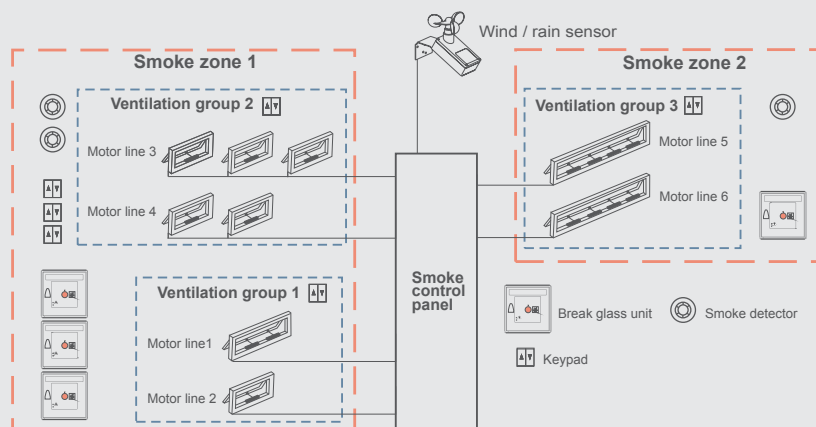 Wind / rain sensor
Smoke zone 1
Smoke zone 2
Ventilation group 2
Ventilation group 3
Motor line 3
Motor line 5
Motor line 4
Motor line 6
Smoke
control
panel
Ventilation group 1
Break glass unit
Smoke detector
Motor line1
Keypad
Motor line 2